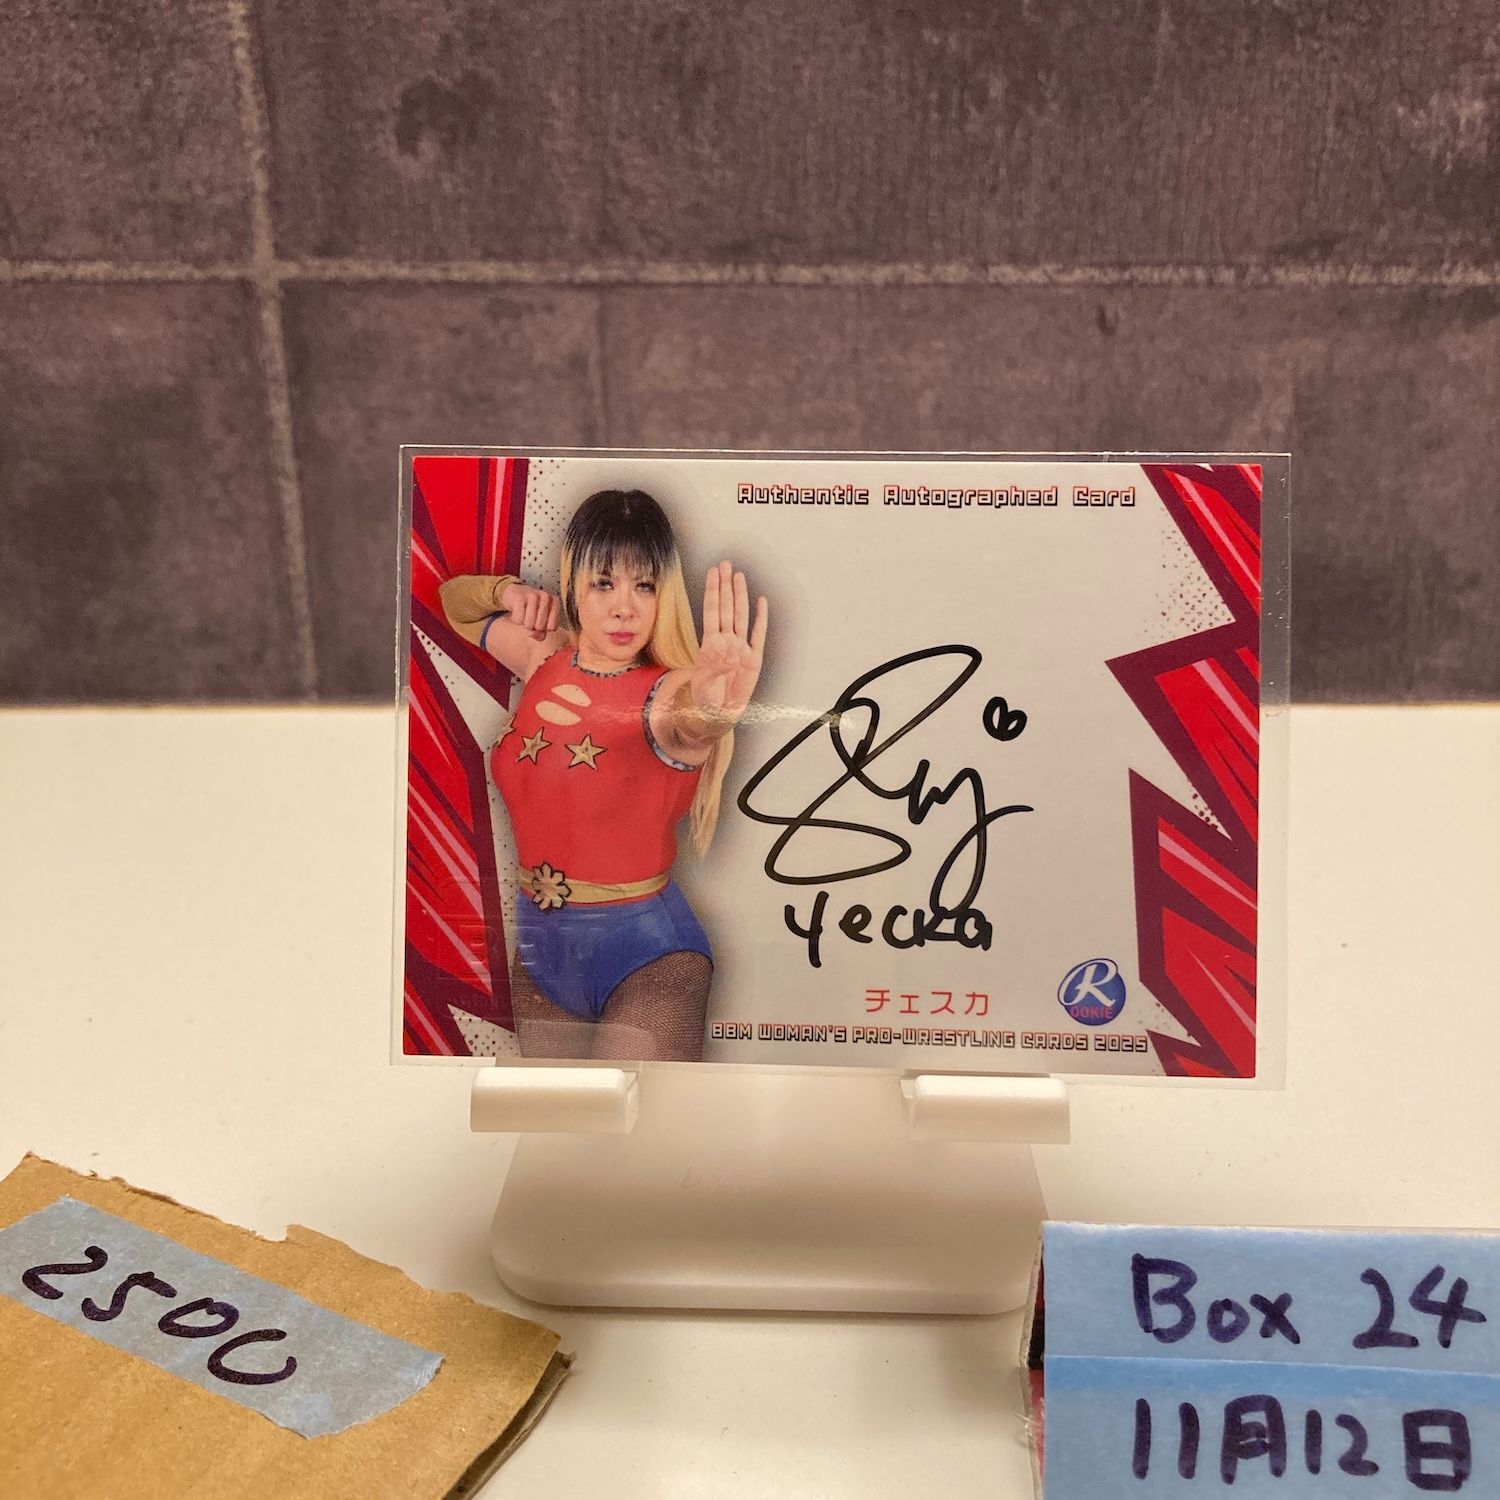 Authentic Autographed Card
Yecka
チェスカ
ROOKIE
BBM WOMAN'S PRO-WRESTLING CARDS 2025
2500
Box 24
11月12日